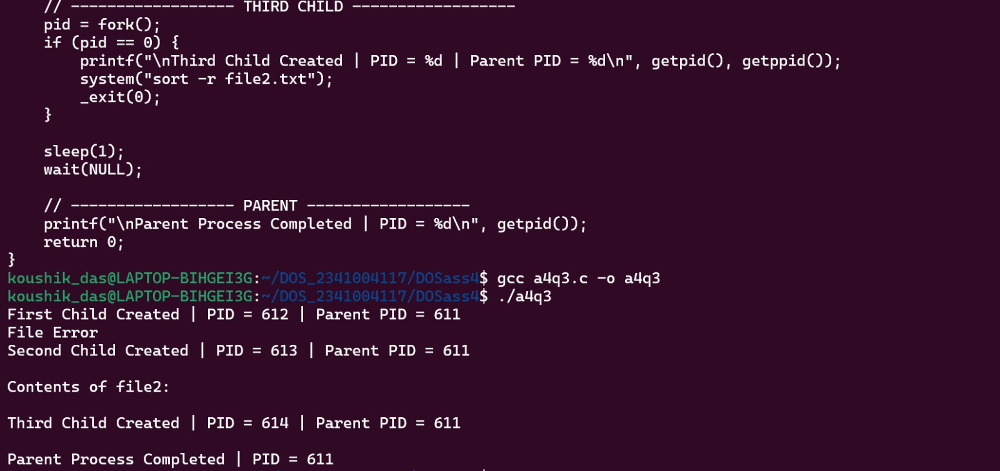 // ------------------ THIRD CHILD ------------------
pid = fork();
if (pid == 0) {
printf("\nThird Child Created | PID = %d | Parent PID = %d\n", getpid(), getppid());
system("sort -r file2.txt");
_exit(0);
}
sleep(1);
wait(NULL);
// ------------------ PARENT ------------------
printf("\nParent Process Completed | PID = %d\n", getpid());
return 0;
}
koushik_das@LAPTOP-BIHGEI3G:~/DOS_2341004117/DOSass4$ gcc a4q3.c -o a4q3
koushik_das@LAPTOP-BIHGEI3G:~/DOS_2341004117/DOSass4$ ./a4q3
First Child Created | PID = 612 | Parent PID = 611
File Error
Second Child Created | PID = 613 | Parent PID = 611
Contents of file2:
Third Child Created | PID = 614 | Parent PID = 611
Parent Process Completed | PID = 611